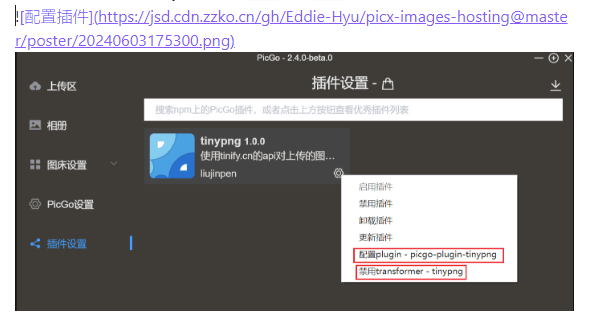 ![配置插件](https://jsd.cdn.zzko.cn/gh/Eddie-Hyu/picx-images-hosting@maste
r/poster/20240603175300.png)
PicGo - 2.4.0-beta.0
上传区
相册
图床设置
PicGo设置
插件设置
插件设置 -
搜索npm上的PicGo插件，或者点击上方按钮查看优秀插件列表
tinypng 1.0.0
使用tinify.cn的api对上传的图...
liujinpen
启用插件
禁用插件
卸载插件
更新插件
配置plugin - picgo-plugin-tinypng
禁用transformer - tinypng